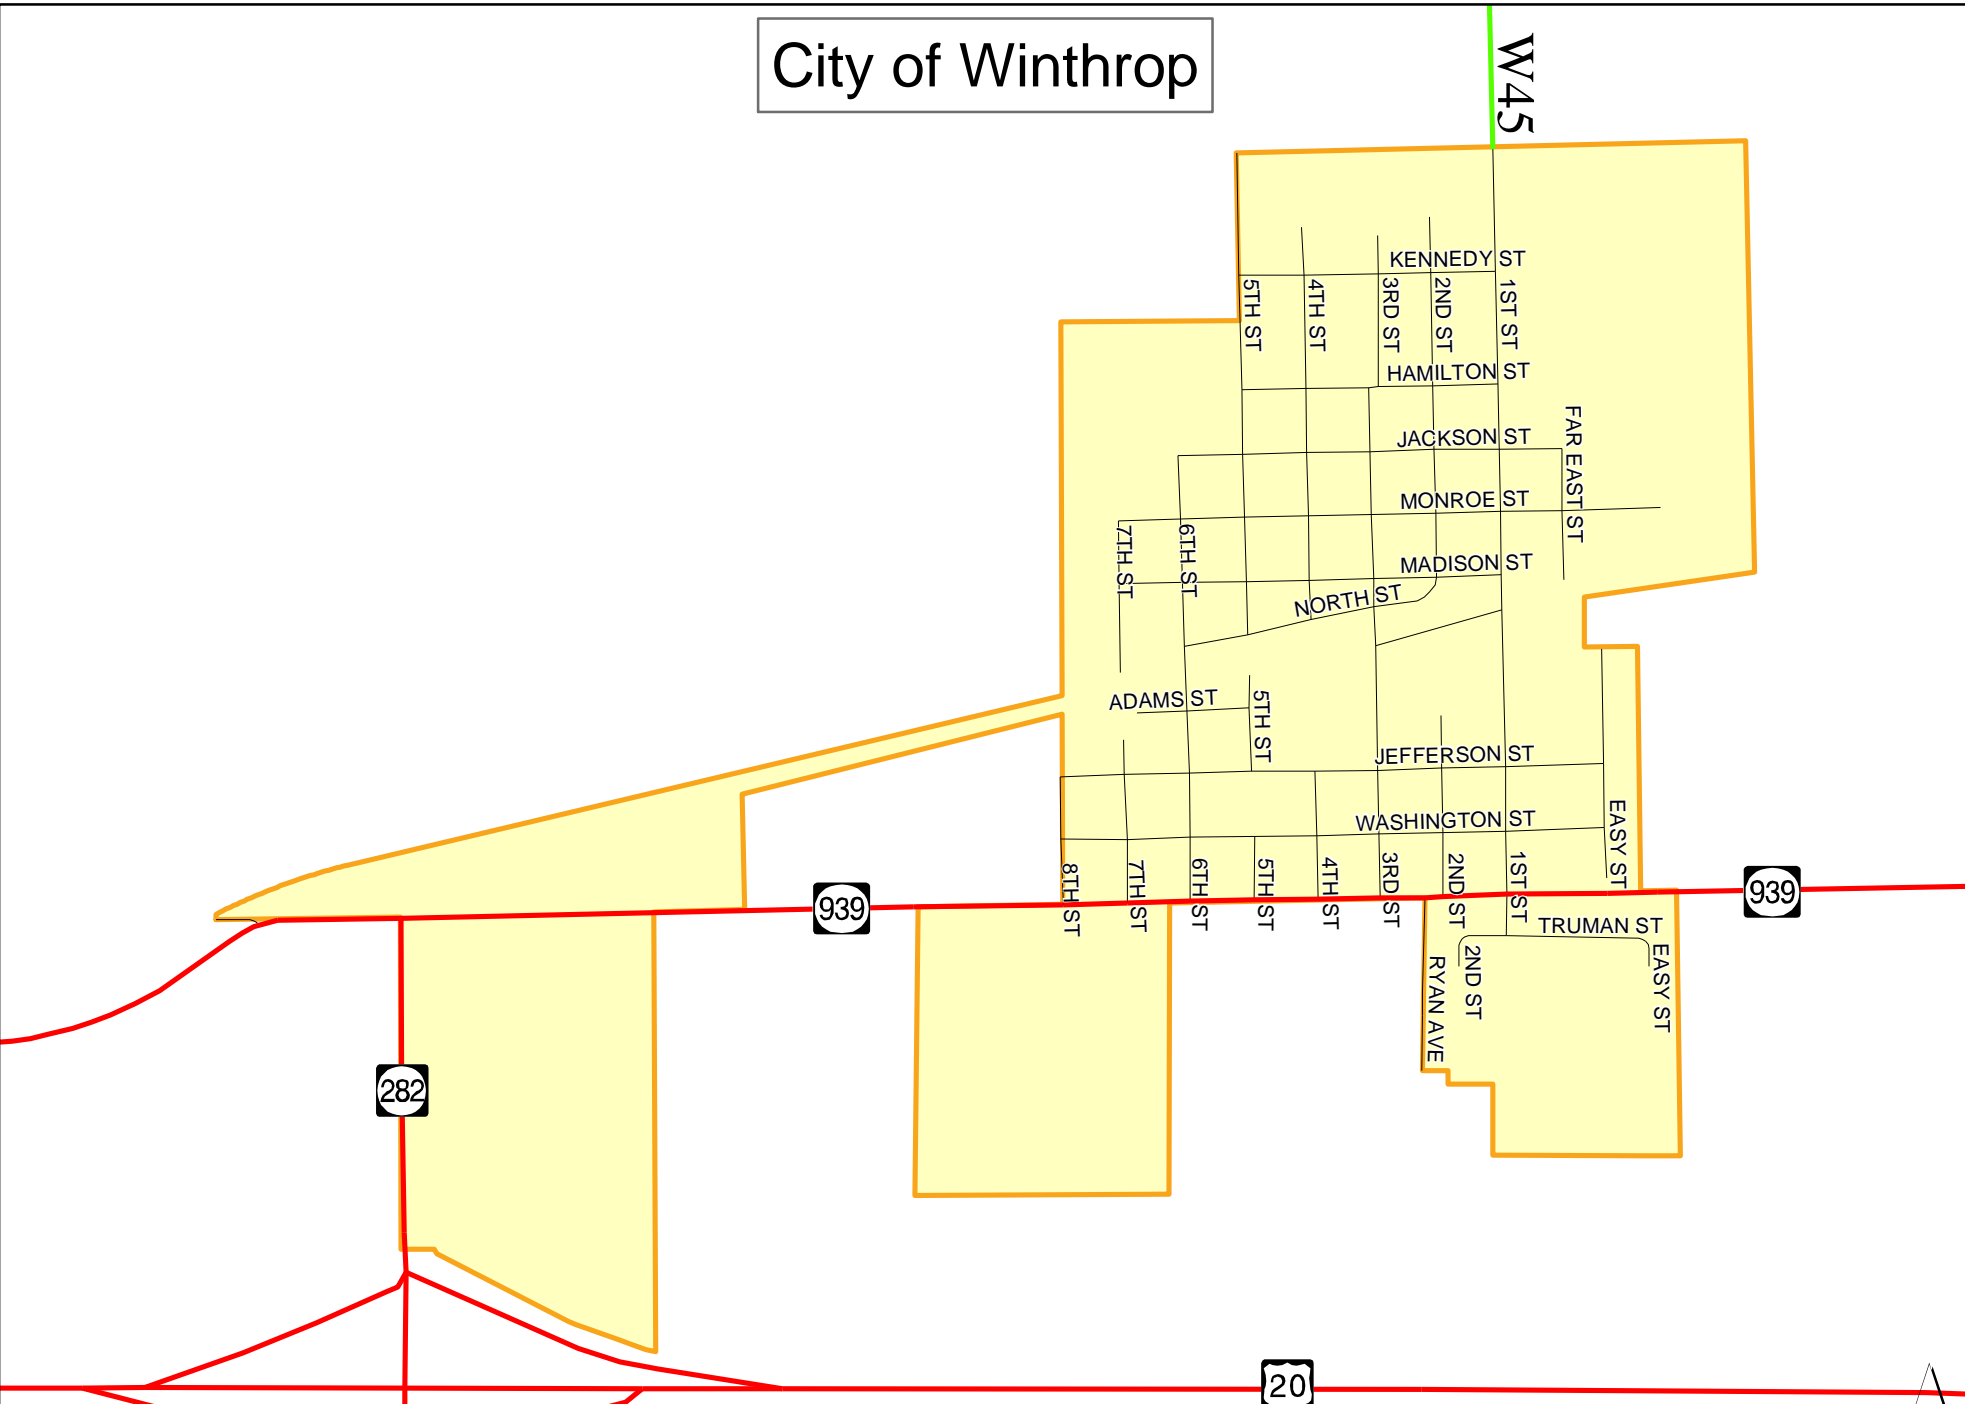 City of Winthrop
W45
KENNEDY ST
5TH ST
4TH ST
3RD ST
2ND ST
1ST ST
HAMILTON ST
FAR EAST ST
JACKSON ST
MONROE ST
7TH ST
6TH ST
MADISON ST
NORTH ST
ADAMS ST
5TH ST
JEFFERSON ST
WASHINGTON ST
EASY ST
8TH ST
7TH ST
6TH ST
5TH ST
4TH ST
3RD ST
2ND ST
1ST ST
939
939
TRUMAN ST
RYAN AVE
2ND ST
EASY ST
282
20